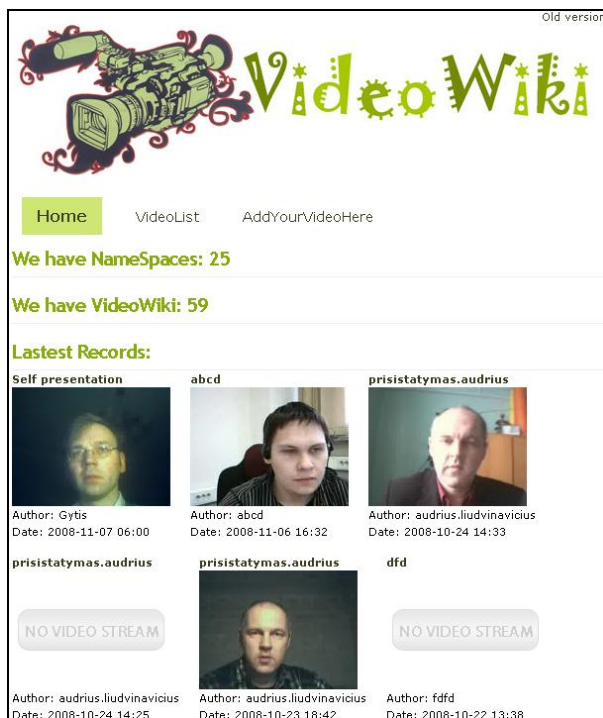 Old version
VideoWiki
Home VideoList AddYourVideoHere
We have NameSpaces: 25
We have VideoWiki: 59
Lastest Records:
Self presentation abcd prisistatymas.audrius
Author: Gytis Author: abcd Author: audrius.liudvinavicius
Date: 2008-11-07 06:00 Date: 2008-11-06 16:32 Date: 2008-10-24 14:33
prisistatymas.audrius prisistatymas.audrius dfd
NO VIDEO STREAM NO VIDEO STREAM
Author: audrius.liudvinavicius Author: audrius.liudvinavicius Author: fdfd
Date: 2008-10-24 14:25 Date: 2008-10-23 18:42 Date: 2008-10-22 13:38